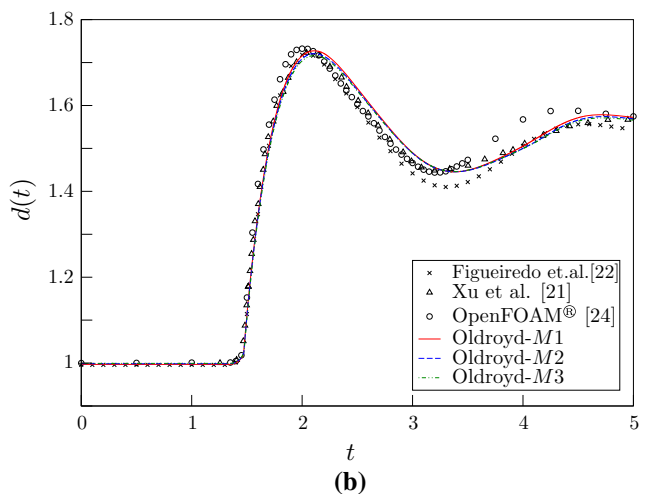 1.8
1.6
1.4
1.2
1
0
1
2
3
4
5
d(t)
t
Figueiredo et.al.[22]
Xu et al. [21]
OpenFOAM® [24]
Oldroyd-M1
Oldroyd-M2
Oldroyd-M3
(b)